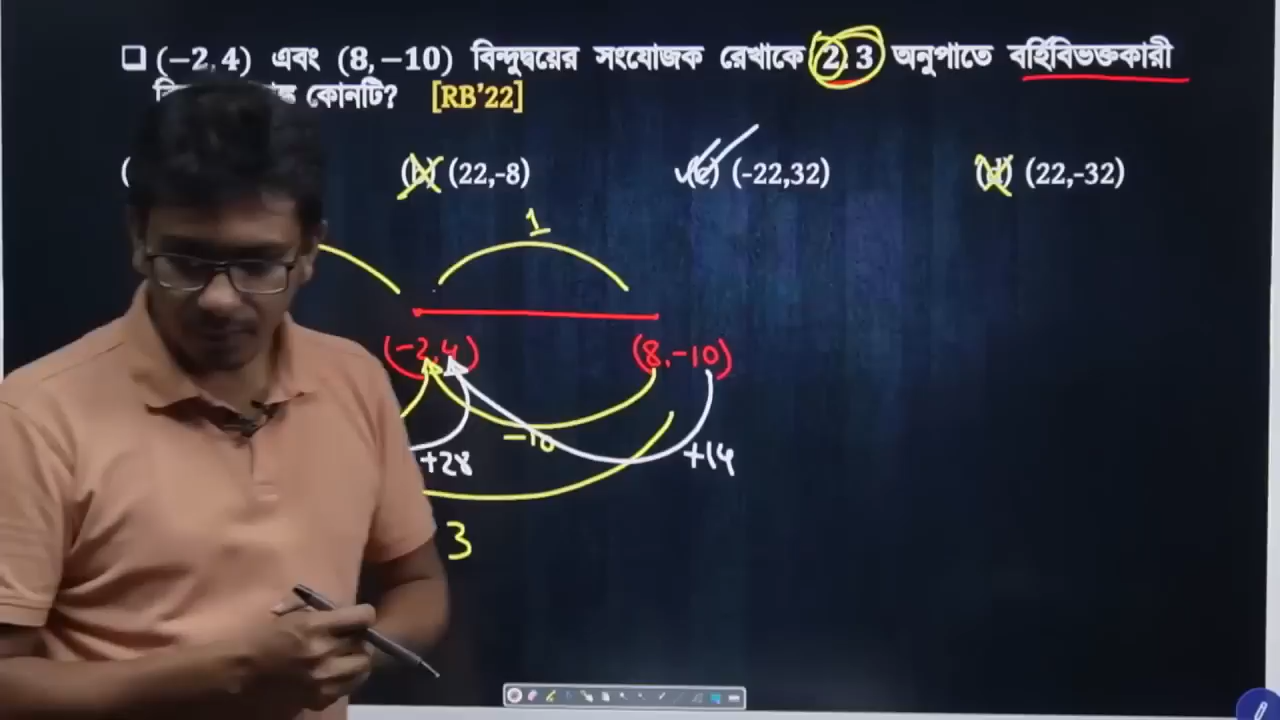 ❑ (−2,4) এবং (8,−10) বিন্দুদ্বয়ের সংযোজক রেখাকে 2:3 অনুপাতে বর্হিবিভক্তকারী
কোনটি? [RB'22]
(b) (22,-8) (c) (-22,32) (d) (22,-32)
1
(-2,4) (8,-10)
-10
+28 +14
3